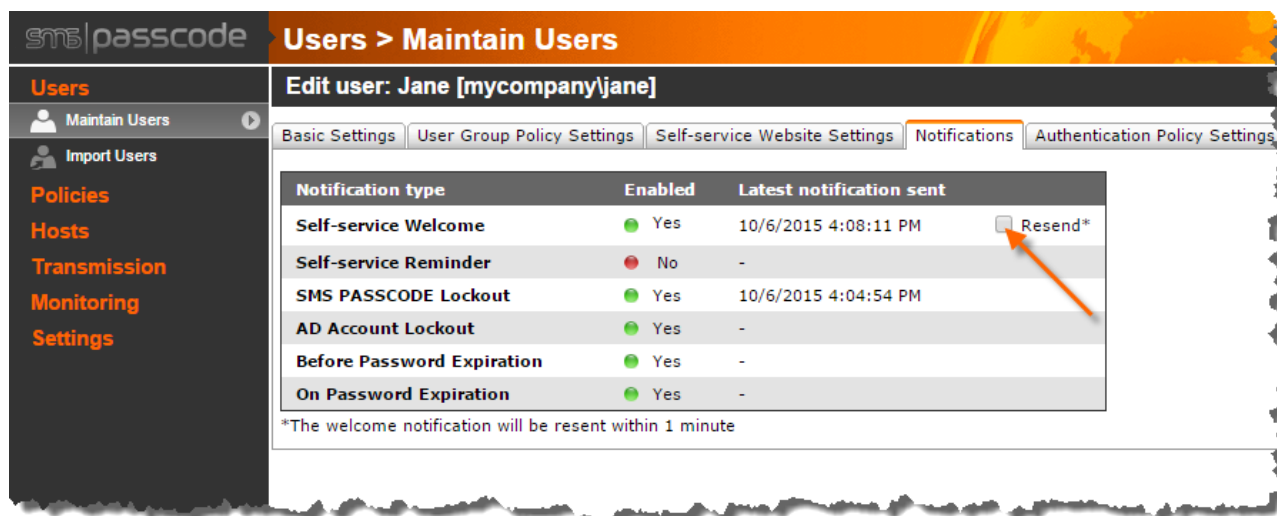 sms|passcode
Users > Maintain Users
Users
Maintain Users
Import Users
Policies
Hosts
Transmission
Monitoring
Settings
Edit user: Jane [mycompany\jane]
Basic Settings User Group Policy Settings Self-service Website Settings Notifications Authentication Policy Settings
Notification type Enabled Latest notification sent
Self-service Welcome Yes 10/6/2015 4:08:11 PM Resend*
Self-service Reminder No -
SMS PASSCODE Lockout Yes 10/6/2015 4:04:54 PM
AD Account Lockout Yes -
Before Password Expiration Yes -
On Password Expiration Yes -
*The welcome notification will be resent within 1 minute